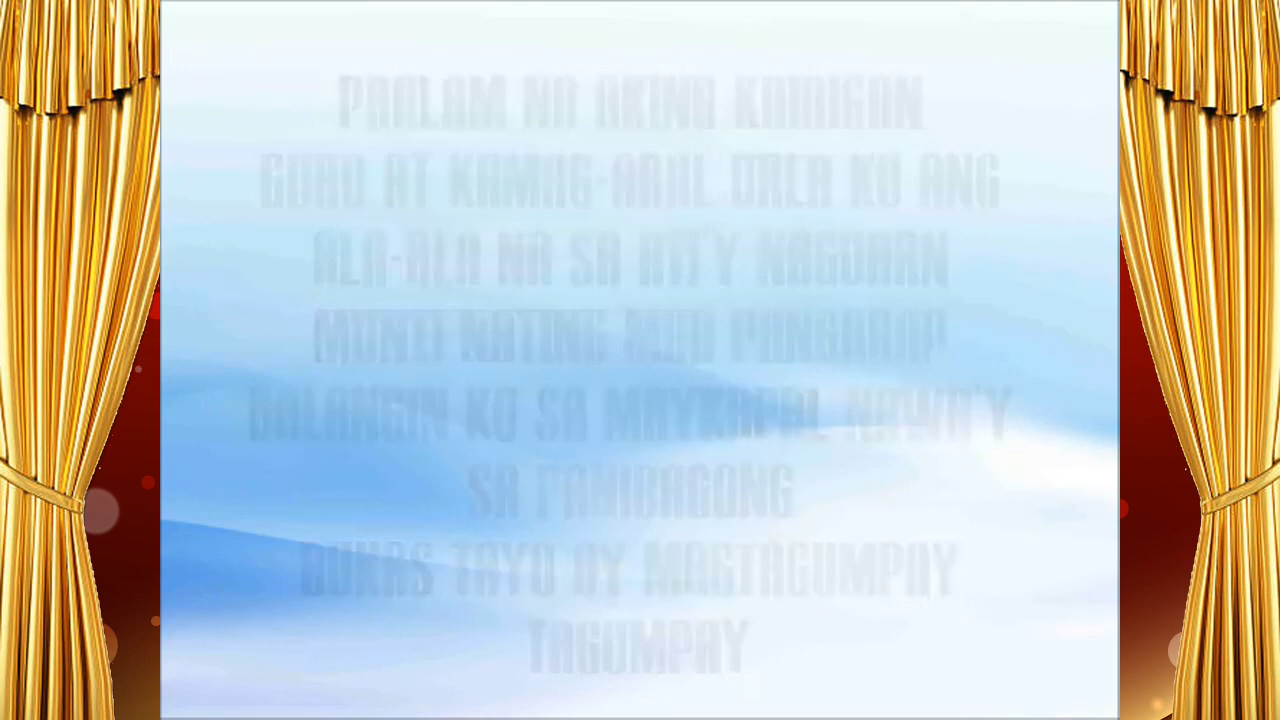 PAALAM NA AKING KAIBIGAN
GURO AT KAMAG-ARAL DALA KO ANG
ALA-ALA NA SA ATI'Y NAGDAAN
MUNTI NATING MGA PANGARAP
DALANGIN KO SA MAYKAPAL NAWA'Y
SA PANIBAGONG
BUKAS TAYO AY MAGTAGUMPAY
TAGUMPAY